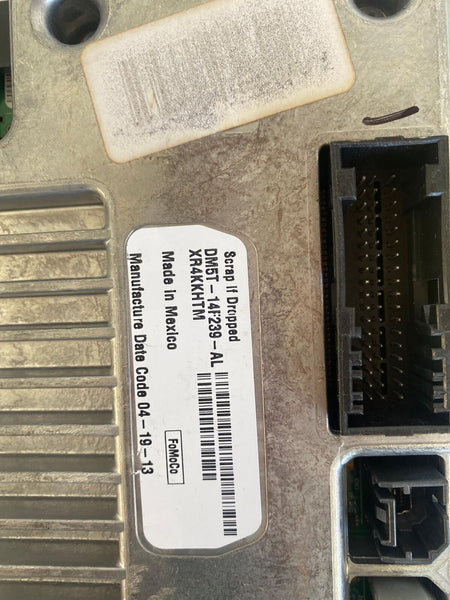 Scrap If Dropped
DM5T-14F239-AL
XR4KKHTM
Made in Mexico
FoMoCo
Manufacture Date Code 04-19-13